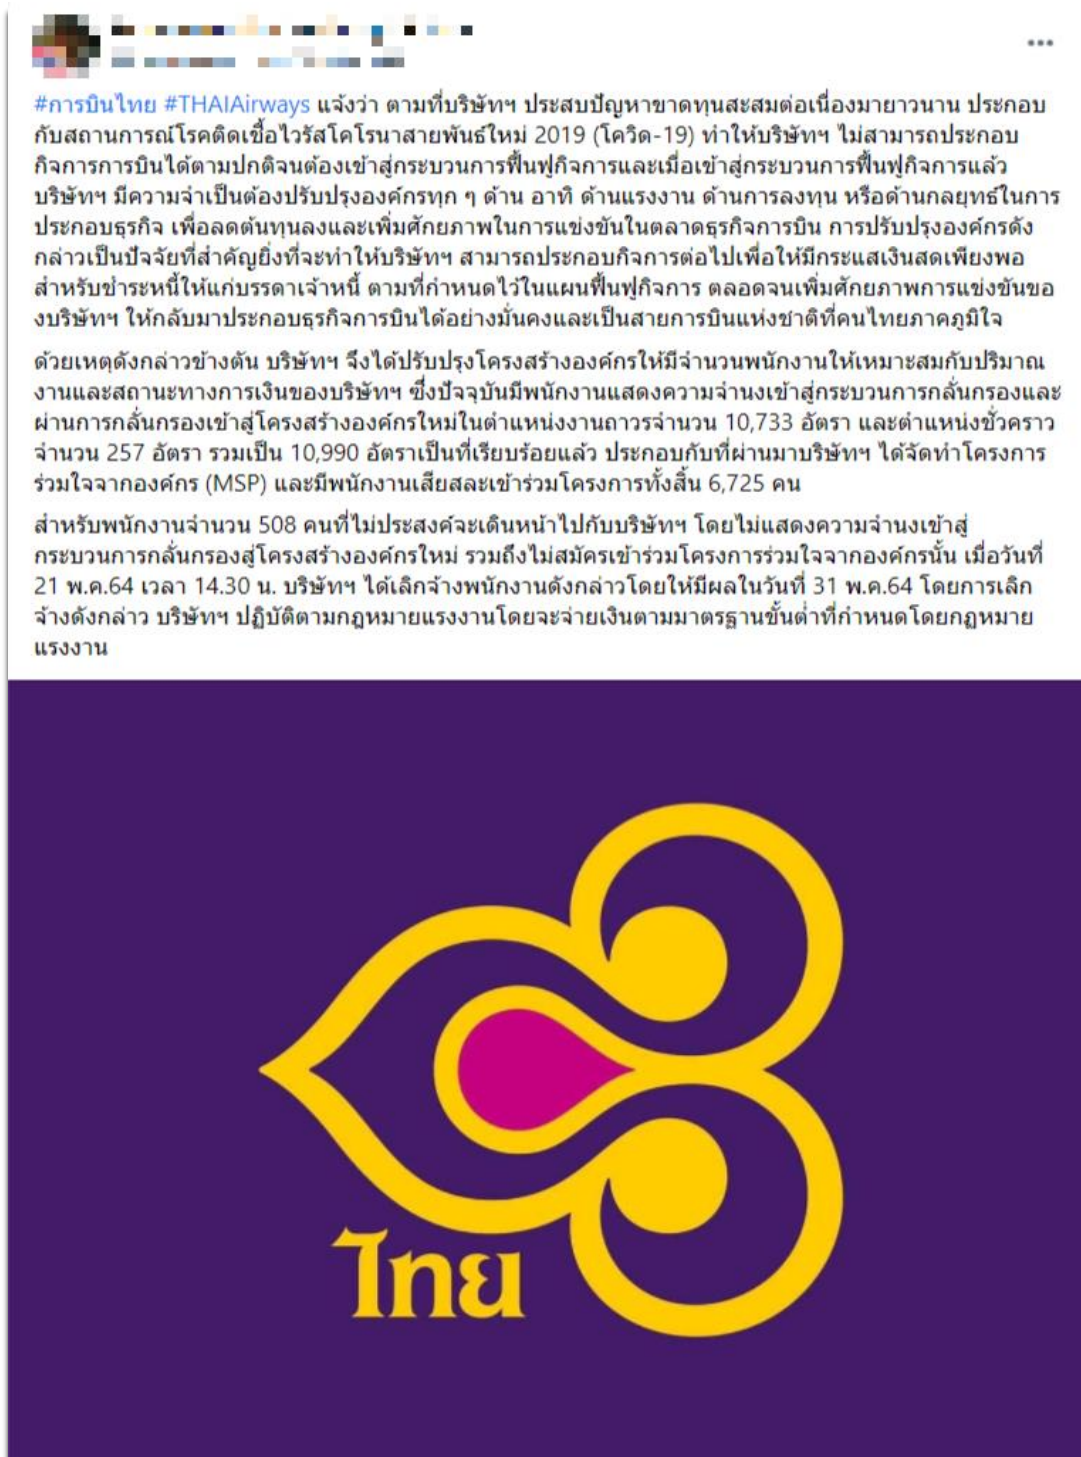 #การบินไทย #THAIAirways แจ้งว่า ตามที่บริษัทฯ ประสบปัญหาขาดทุนสะสมต่อเนื่องมายาวนาน ประกอบ
กับสถานการณ์โรคติดเชื้อไวรัสโคโรนาสายพันธ์ใหม่ 2019 (โควิด-19) ทำให้บริษัทฯ ไม่สามารถประกอบ
กิจการการบินได้ตามปกติจนต้องเข้าสู่กระบวนการฟื้นฟูกิจการและเมื่อเข้าสู่กระบวนการฟื้นฟูกิจการแล้ว
บริษัทฯ มีความจำเป็นต้องปรับปรุงองค์กรทุก ๆ ด้าน อาทิ ด้านแรงงาน ด้านการลงทุน หรือด้านกลยุทธ์ในการ
ประกอบธุรกิจ เพื่อลดต้นทุนลงและเพิ่มศักยภาพในการแข่งขันในตลาดธุรกิจการบิน การปรับปรุงองค์กรดัง
กล่าวเป็นปัจจัยที่สำคัญยิ่งที่จะทำให้บริษัทฯ สามารถประกอบกิจการต่อไปเพื่อให้มีกระแสเงินสดเพียงพอ
สำหรับชำระหนี้ให้แก่บรรดาเจ้าหนี้ ตามที่กำหนดไว้ในแผนฟื้นฟูกิจการ ตลอดจนเพิ่มศักยภาพการแข่งขันขอ
งบริษัทฯ ให้กลับมาประกอบธุรกิจการบินได้อย่างมั่นคงและเป็นสายการบินแห่งชาติที่คนไทยภาคภูมิใจ
ด้วยเหตุดังกล่าวข้างต้น บริษัทฯ จึงได้ปรับปรุงโครงสร้างองค์กรให้มีจำนวนพนักงานให้เหมาะสมกับปริมาณ
งานและสถานะทางการเงินของบริษัทฯ ซึ่งปัจจุบันมีพนักงานแสดงความจำนงเข้าสู่กระบวนการกลั่นกรองและ
ผ่านการกลั่นกรองเข้าสู่โครงสร้างองค์กรใหม่ในตำแหน่งงานถาวรจำนวน 10,733 อัตรา และตำแหน่งชั่วคราว
จำนวน 257 อัตรา รวมเป็น 10,990 อัตราเป็นที่เรียบร้อยแล้ว ประกอบกับที่ผ่านมาบริษัทฯ ได้จัดทำโครงการ
ร่วมใจจากองค์กร (MSP) และมีพนักงานเสียสละเข้าร่วมโครงการทั้งสิ้น 6,725 คน
สำหรับพนักงานจำนวน 508 คนที่ไม่ประสงค์จะเดินหน้าไปกับบริษัทฯ โดยไม่แสดงความจำนงเข้าสู่
กระบวนการกลั่นกรองสู่โครงสร้างองค์กรใหม่ รวมถึงไม่สมัครเข้าร่วมโครงการร่วมใจจากองค์กรนั้น เมื่อวันที่
21 พ.ค.64 เวลา 14.30 น. บริษัทฯ ได้เลิกจ้างพนักงานดังกล่าวโดยให้มีผลในวันที่ 31 พ.ค.64 โดยการเลิก
จ้างดังกล่าว บริษัทฯ ปฏิบัติตามกฎหมายแรงงานโดยจะจ่ายเงินตามมาตรฐานขั้นต่ำที่กำหนดโดยกฎหมาย
แรงงาน
ไทย